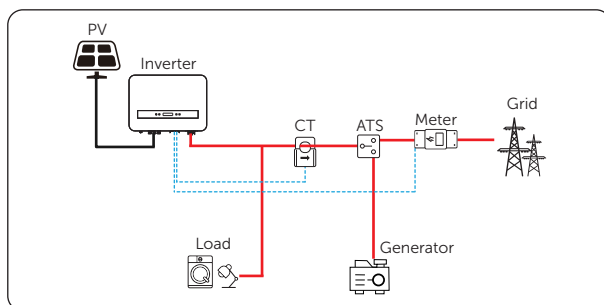 PV
Inverter
CT
ATS
Meter
Grid
Load
Generator